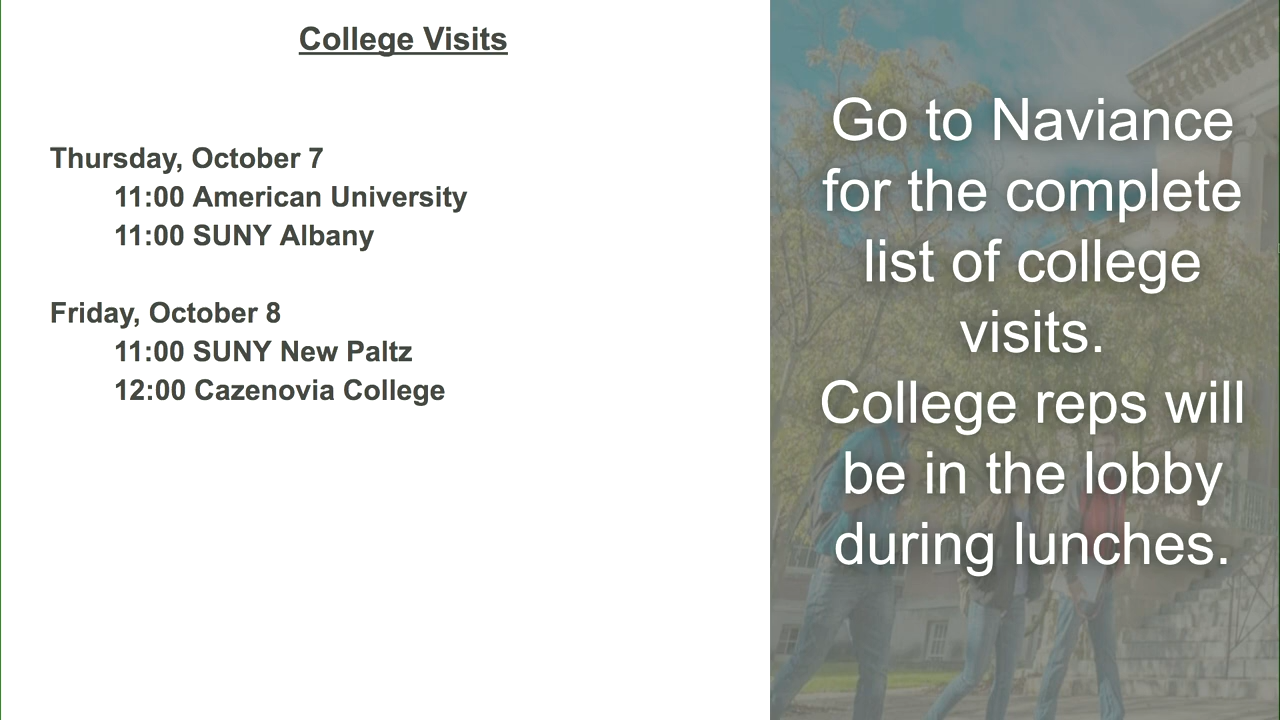 College Visits
Thursday, October 7
11:00 American University
11:00 SUNY Albany
Friday, October 8
11:00 SUNY New Paltz
12:00 Cazenovia College
Go to Naviance
for the complete
list of college
visits.
College reps will
be in the lobby
during lunches.